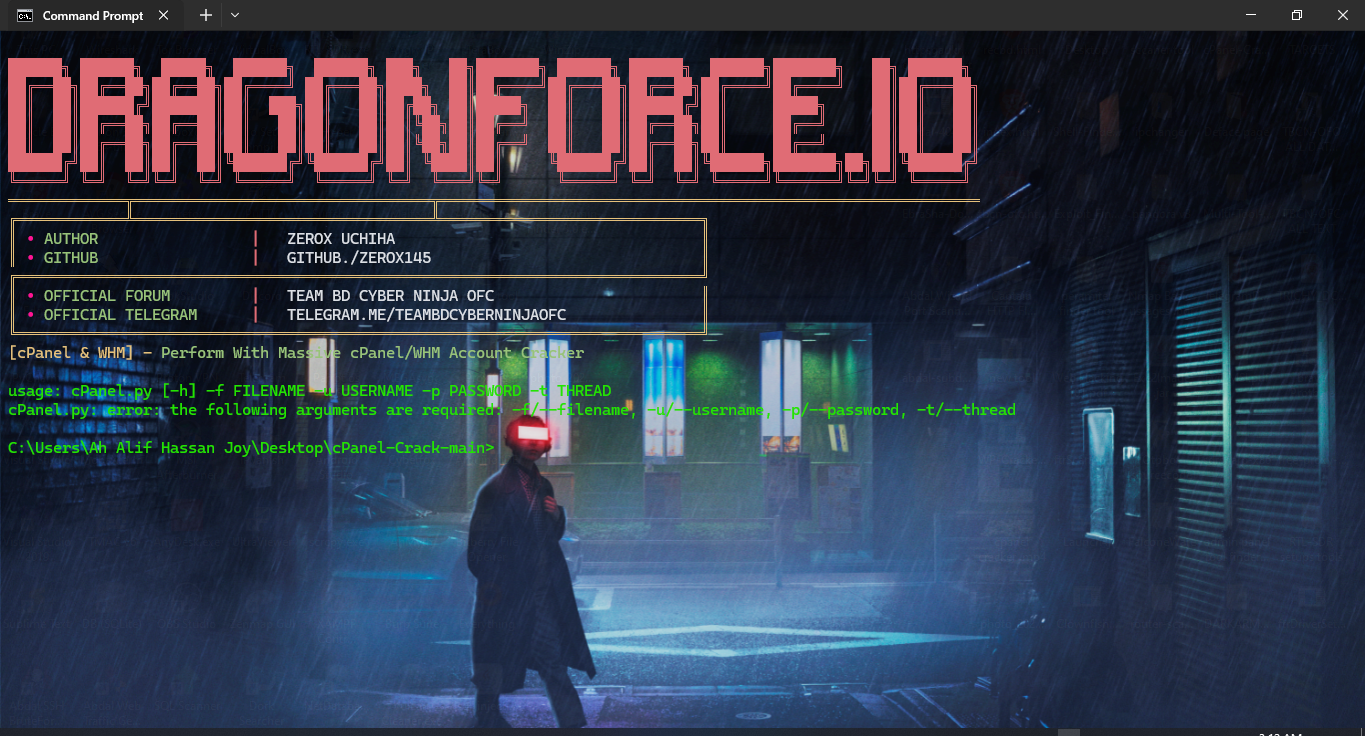 Command Prompt
DRAGONFORCE.IO
• AUTHOR | ZEROX UCHIHA
• GITHUB | GITHUB./ZEROX145
• OFFICIAL FORUM | TEAM BD CYBER NINJA OFC
• OFFICIAL TELEGRAM | TELEGRAM.ME/TEAMBDCYBERNINJAOFC
[cPanel & WHM] - Perform With Massive cPanel/WHM Account Cracker
usage: cPanel.py [-h] -f FILENAME -u USERNAME -p PASSWORD -t THREAD
cPanel.py: error: the following arguments are required: -f/--filename, -u/--username, -p/--password, -t/--thread
C:\Users\Ah Alif Hassan Joy\Desktop\cPanel-Crack-main>